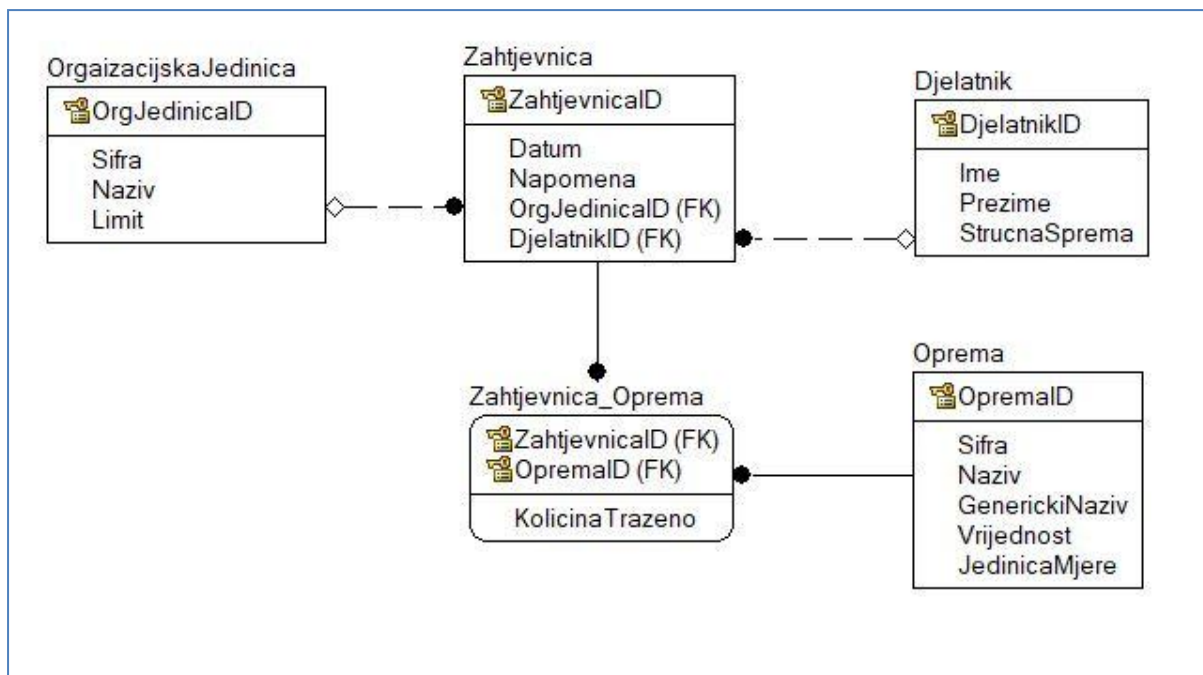 OrgaizacijskaJedinica
OrgJedinicaID
Sifra
Naziv
Limit
Zahtjevnica
ZahtjevnicaID
Datum
Napomena
OrgJedinicaID (FK)
DjelatnikID (FK)
Djelatnik
DjelatnikID
Ime
Prezime
StrucnaSprema
Zahtjevnica_Oprema
ZahtjevnicaID (FK)
OpremaID (FK)
KolicinaTrazeno
Oprema
OpremaID
Sifra
Naziv
GenerickiNaziv
Vrijednost
JedinicaMjere